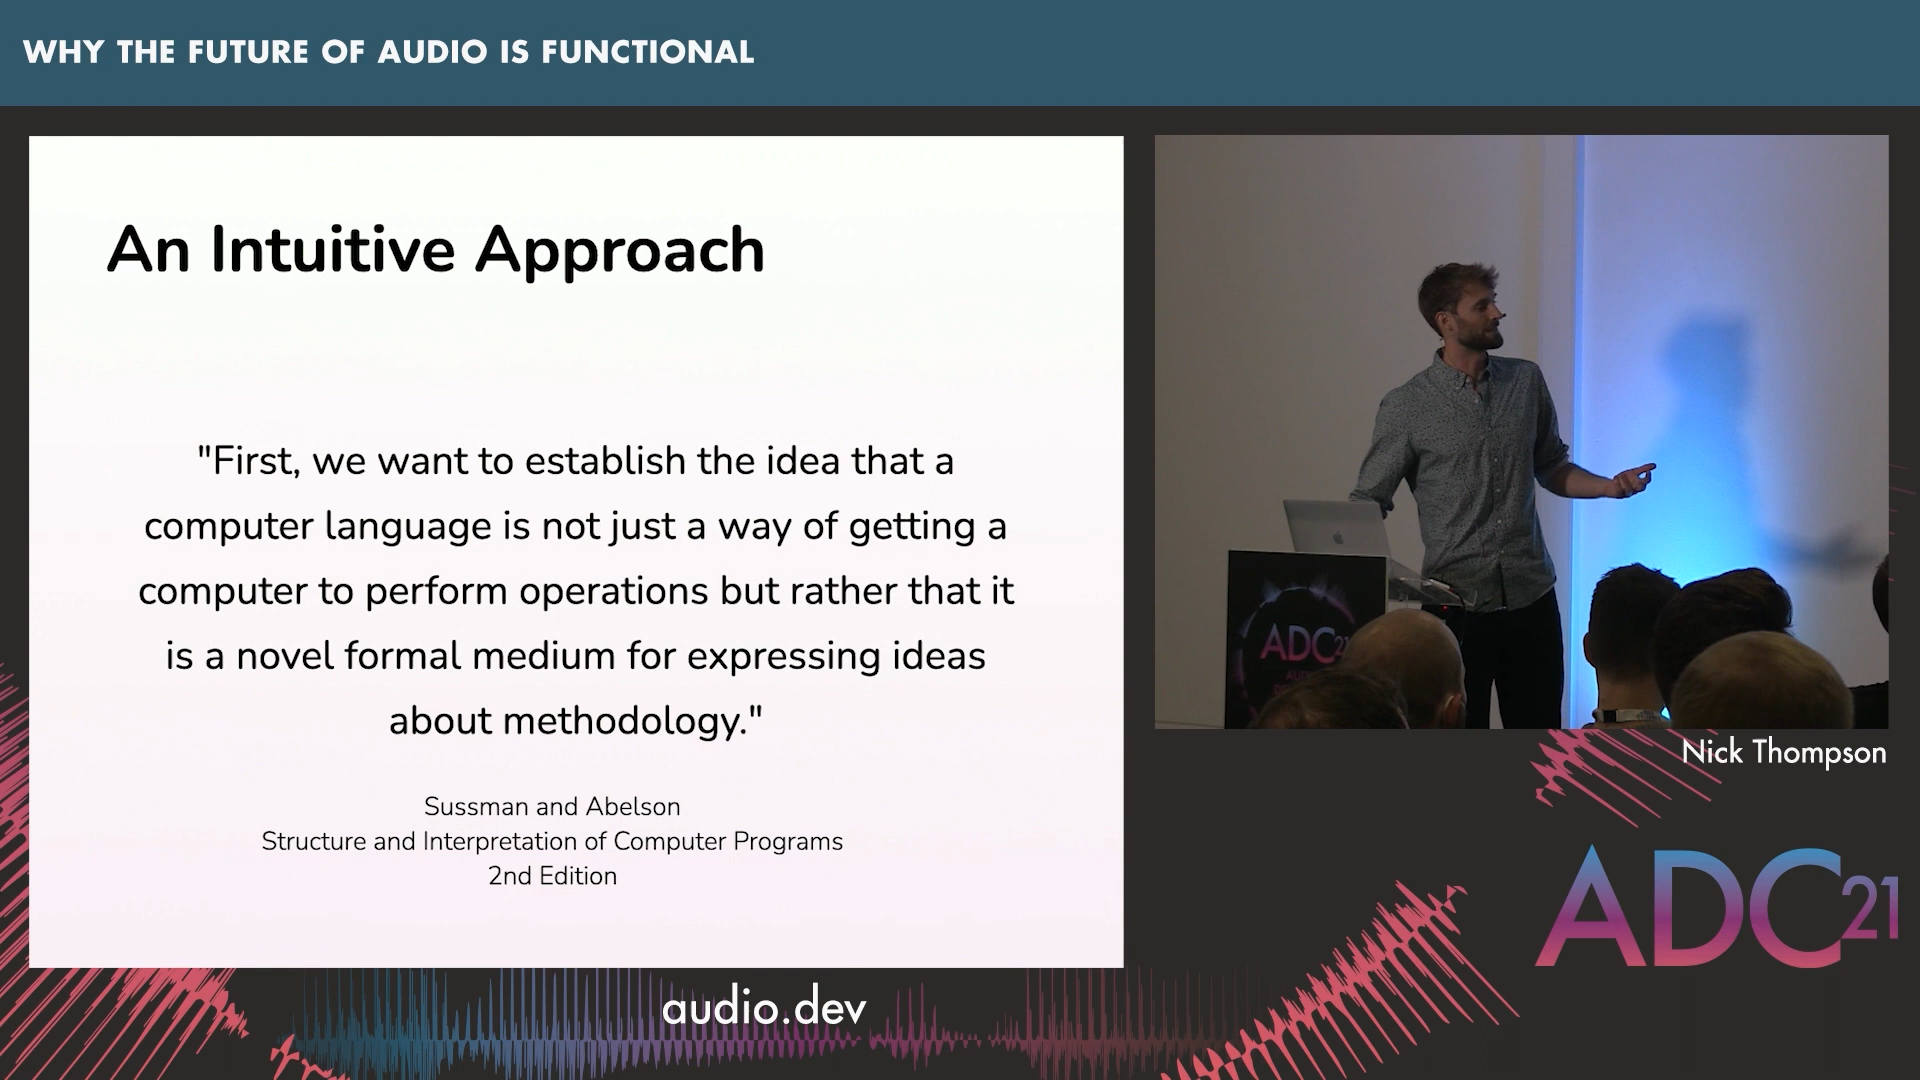 WHY THE FUTURE OF AUDIO IS FUNCTIONAL
An Intuitive Approach
"First, we want to establish the idea that a
computer language is not just a way of getting a
computer to perform operations but rather that it
is a novel formal medium for expressing ideas
about methodology."
Sussman and Abelson
Structure and Interpretation of Computer Programs
2nd Edition
ADC21
Nick Thompson
ADC21
audio.dev